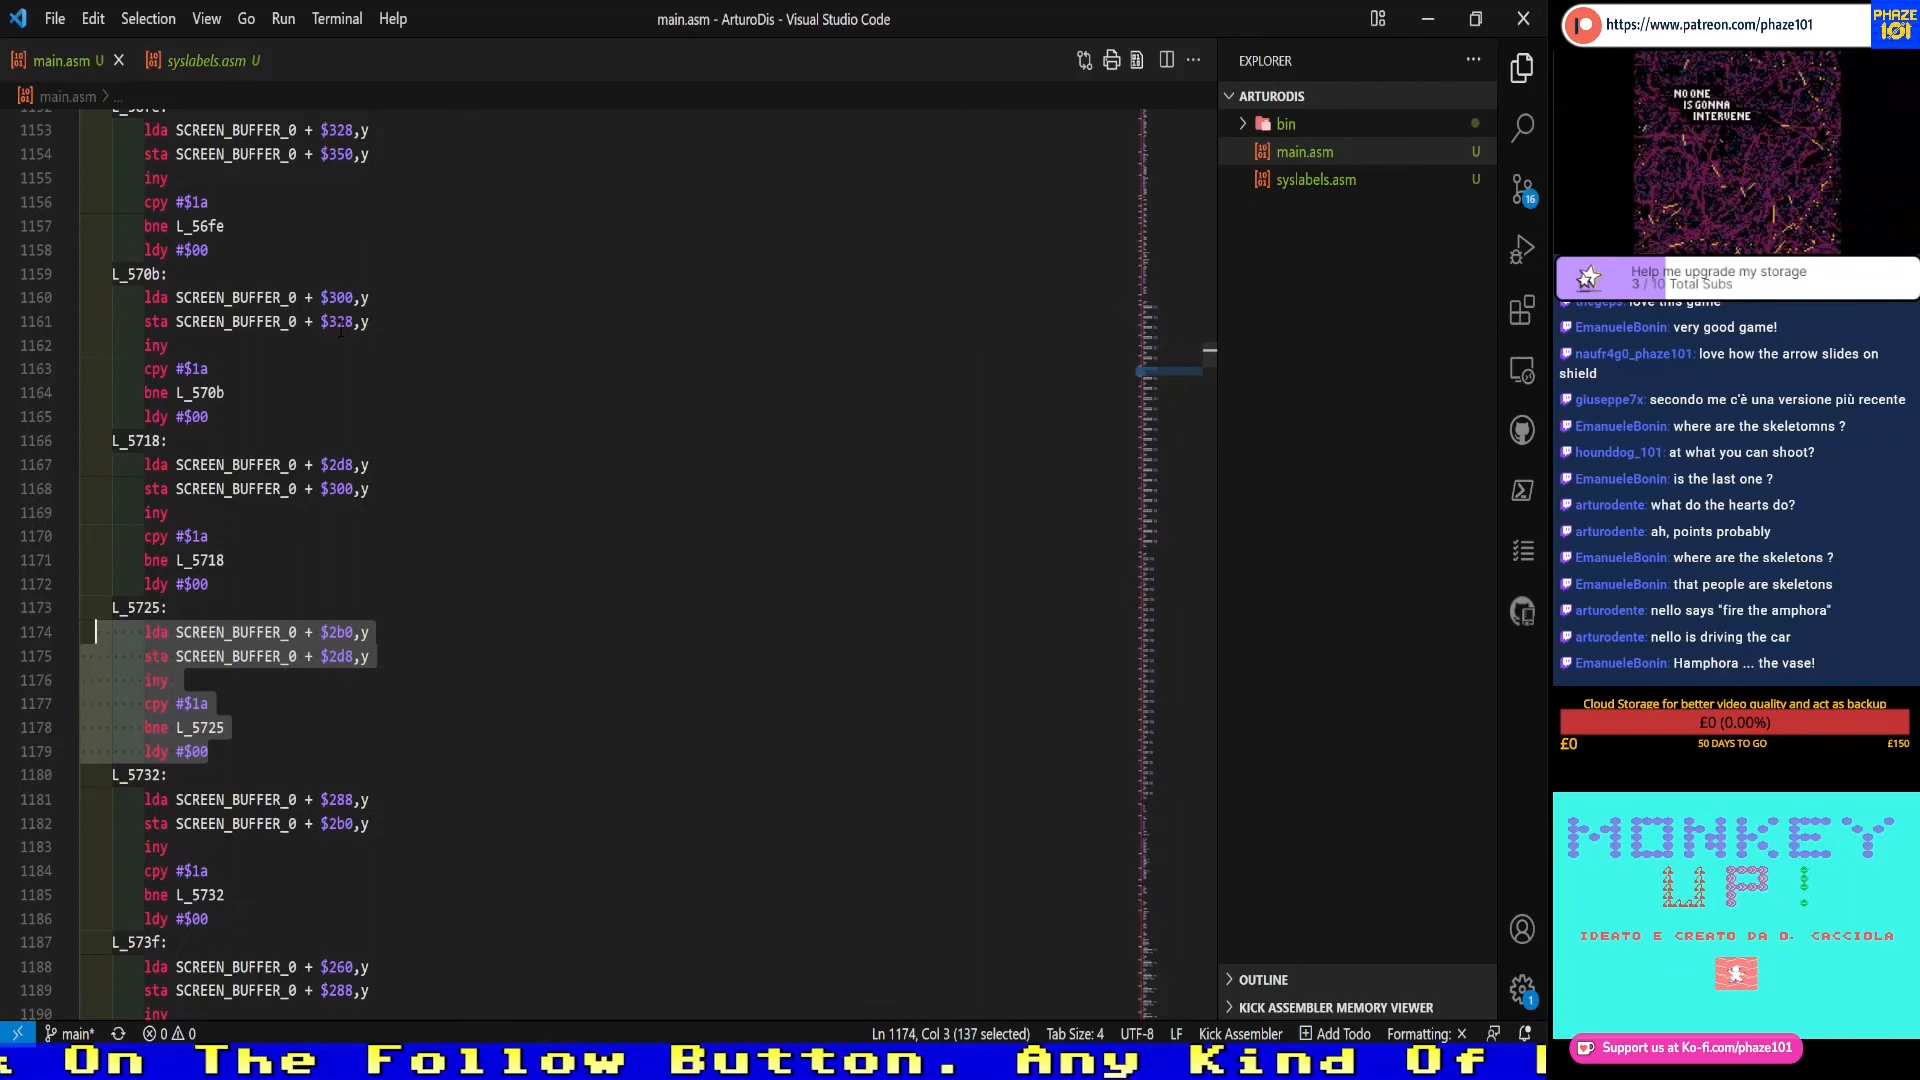 File Edit Selection View Go Run Terminal Help
main.asm - ArturoDis - Visual Studio Code
main.asm U
syslabels.asm U
main.asm > ...
1153 lda SCREEN_BUFFER_0 + $328,y
1154 sta SCREEN_BUFFER_0 + $350,y
1155 iny
1156 cpy #$1a
1157 bne L_56fe
1158 ldy #$00
1159 L_570b:
1160 lda SCREEN_BUFFER_0 + $300,y
1161 sta SCREEN_BUFFER_0 + $328,y
1162 iny
1163 cpy #$1a
1164 bne L_570b
1165 ldy #$00
1166 L_5718:
1167 lda SCREEN_BUFFER_0 + $2d8,y
1168 sta SCREEN_BUFFER_0 + $300,y
1169 iny
1170 cpy #$1a
1171 bne L_5718
1172 ldy #$00
1173 L_5725:
1174 lda SCREEN_BUFFER_0 + $2b0,y
1175 sta SCREEN_BUFFER_0 + $2d8,y
1176 iny
1177 cpy #$1a
1178 bne L_5725
1179 ldy #$00
1180 L_5732:
1181 lda SCREEN_BUFFER_0 + $288,y
1182 sta SCREEN_BUFFER_0 + $2b0,y
1183 iny
1184 cpy #$1a
1185 bne L_5732
1186 ldy #$00
1187 L_573f:
1188 lda SCREEN_BUFFER_0 + $260,y
1189 sta SCREEN_BUFFER_0 + $288,y
1190 iny
EXPLORER
ARTURODIS
bin
main.asm U
syslabels.asm U
OUTLINE
KICK ASSEMBLER MEMORY VIEWER
16
1
main* 0 0
Ln 1174, Col 3 (137 selected) Tab Size: 4 UTF-8 LF Kick Assembler Add Todo Formatting: ×
On The Follow Button. Any Kind Of
https://www.patreon.com/phaze101
PHAZE
101
NO ONE
IS GONNA
INTERVENE
Help me upgrade my storage
3 / 10 Total Subs
thegeps: love this game
EmanueleBonin: very good game!
naufr4g0_phaze101: love how the arrow slides on
shield
giuseppe7x: secondo me c'è una versione più recente
EmanueleBonin: where are the skeletomns ?
hounddog_101: at what you can shoot?
EmanueleBonin: is the last one ?
arturodente: what do the hearts do?
arturodente: ah, points probably
EmanueleBonin: where are the skeletons ?
EmanueleBonin: that people are skeletons
arturodente: nello says "fire the amphora"
arturodente: nello is driving the car
EmanueleBonin: Hamphora ... the vase!
Cloud Storage for better video quality and act as backup
£0 (0.00%)
£0 50 DAYS TO GO £150
MONKEY
UP!
IDEATO E CREATO DA O. CACCIOLA
Support us at Ko-fi.com/phaze101